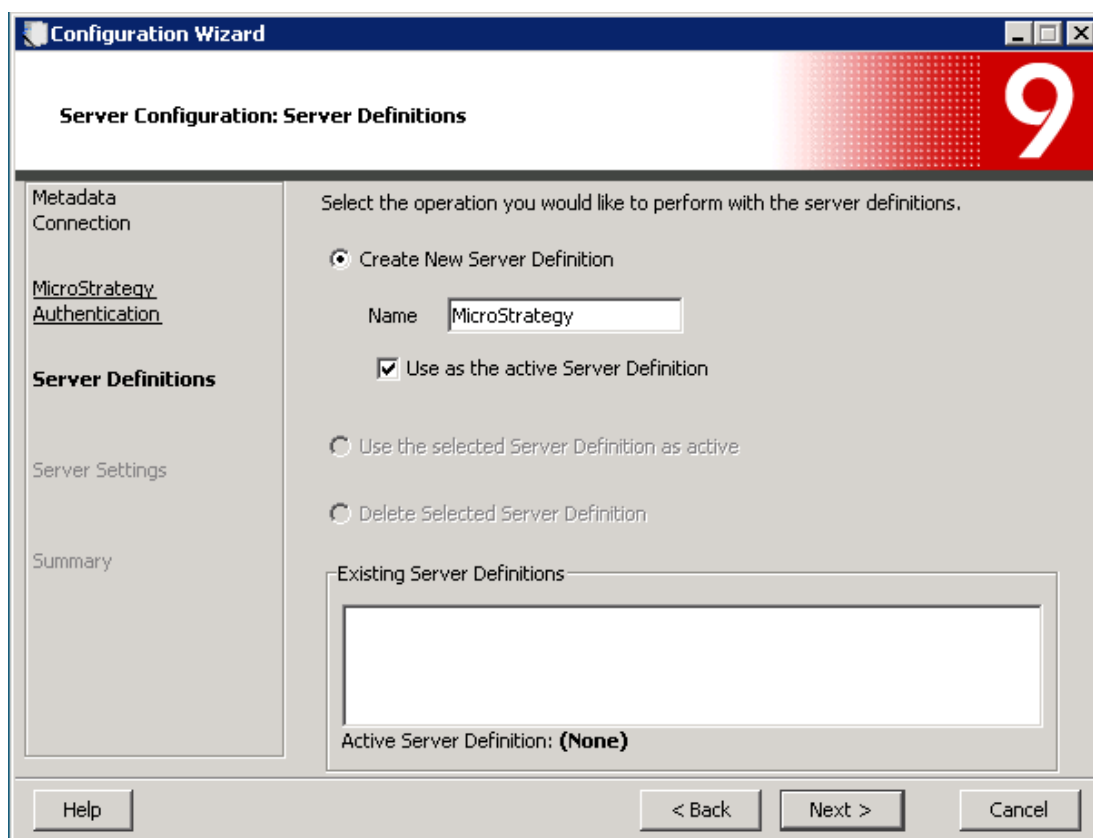 Configuration Wizard
Server Configuration: Server Definitions
9
Metadata
Connection
MicroStrategy
Authentication
Server Definitions
Server Settings
Summary
Select the operation you would like to perform with the server definitions.
Create New Server Definition
Name MicroStrategy
Use as the active Server Definition
Use the selected Server Definition as active
Delete Selected Server Definition
Existing Server Definitions
Active Server Definition: (None)
Help < Back Next > Cancel